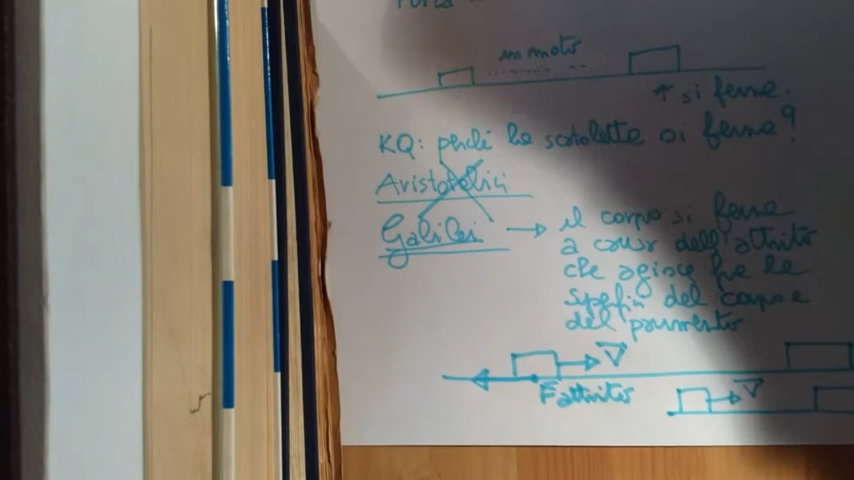 in moto
↑ si ferma.
KQ: perché la scatoletta si ferma?
Aristotelici
Galilei → il corpo si ferma
a causa dell'attrito
che agisce fra le
superfici del corpo e
del pavimento
V
F attrito
V